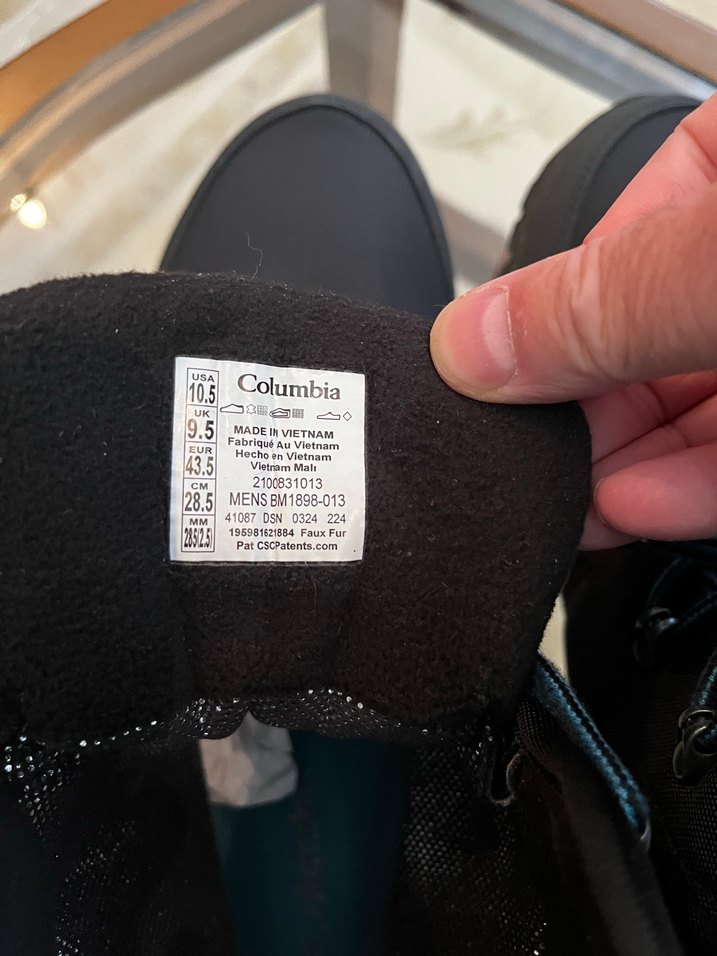 USA
10.5
UK
9.5
EUR
43.5
CM
28.5
MM
285(2.5)
Columbia
MADE IN VIETNAM
Fabriqué Au Vietnam
Hecho en Vietnam
Vietnam Malı
2100831013
MENS BM1898-013
41087 DSN 0324 224
195981621884 Faux Fur
Pat CSCPatents.com